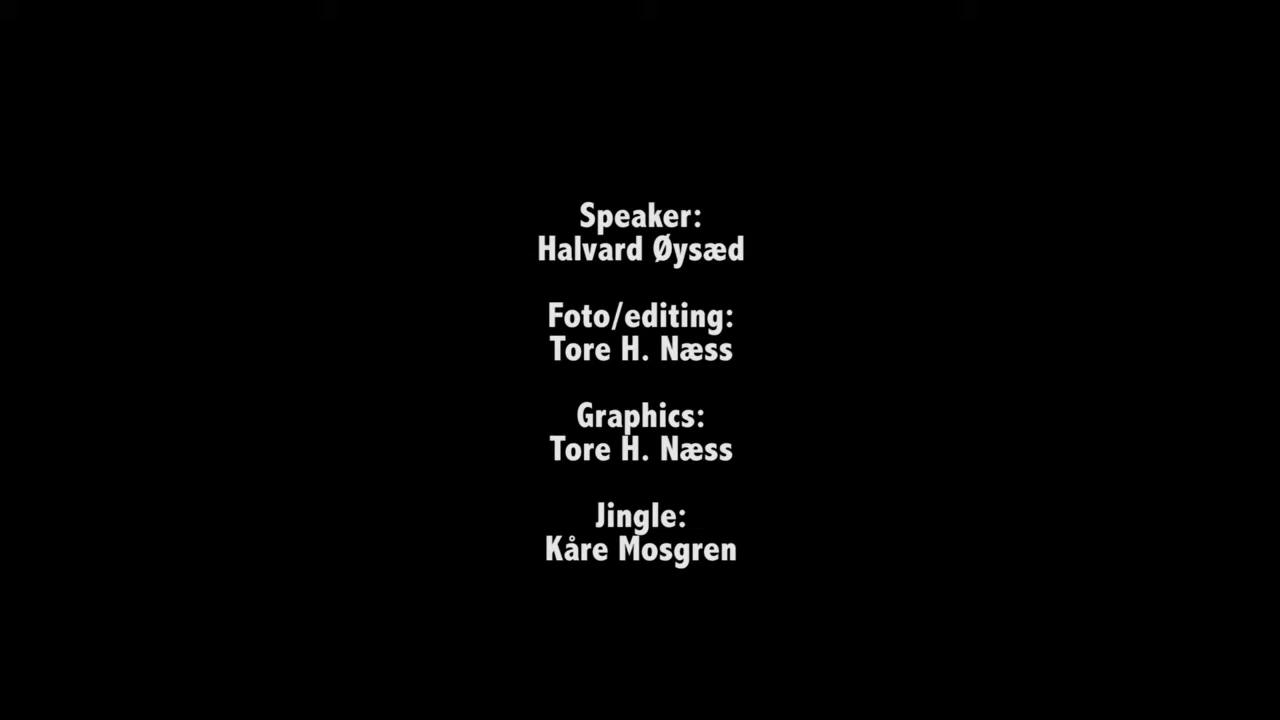 Speaker:
Halvard Øysæd
Foto/editing:
Tore H. Næss
Graphics:
Tore H. Næss
Jingle:
Kåre Mosgren